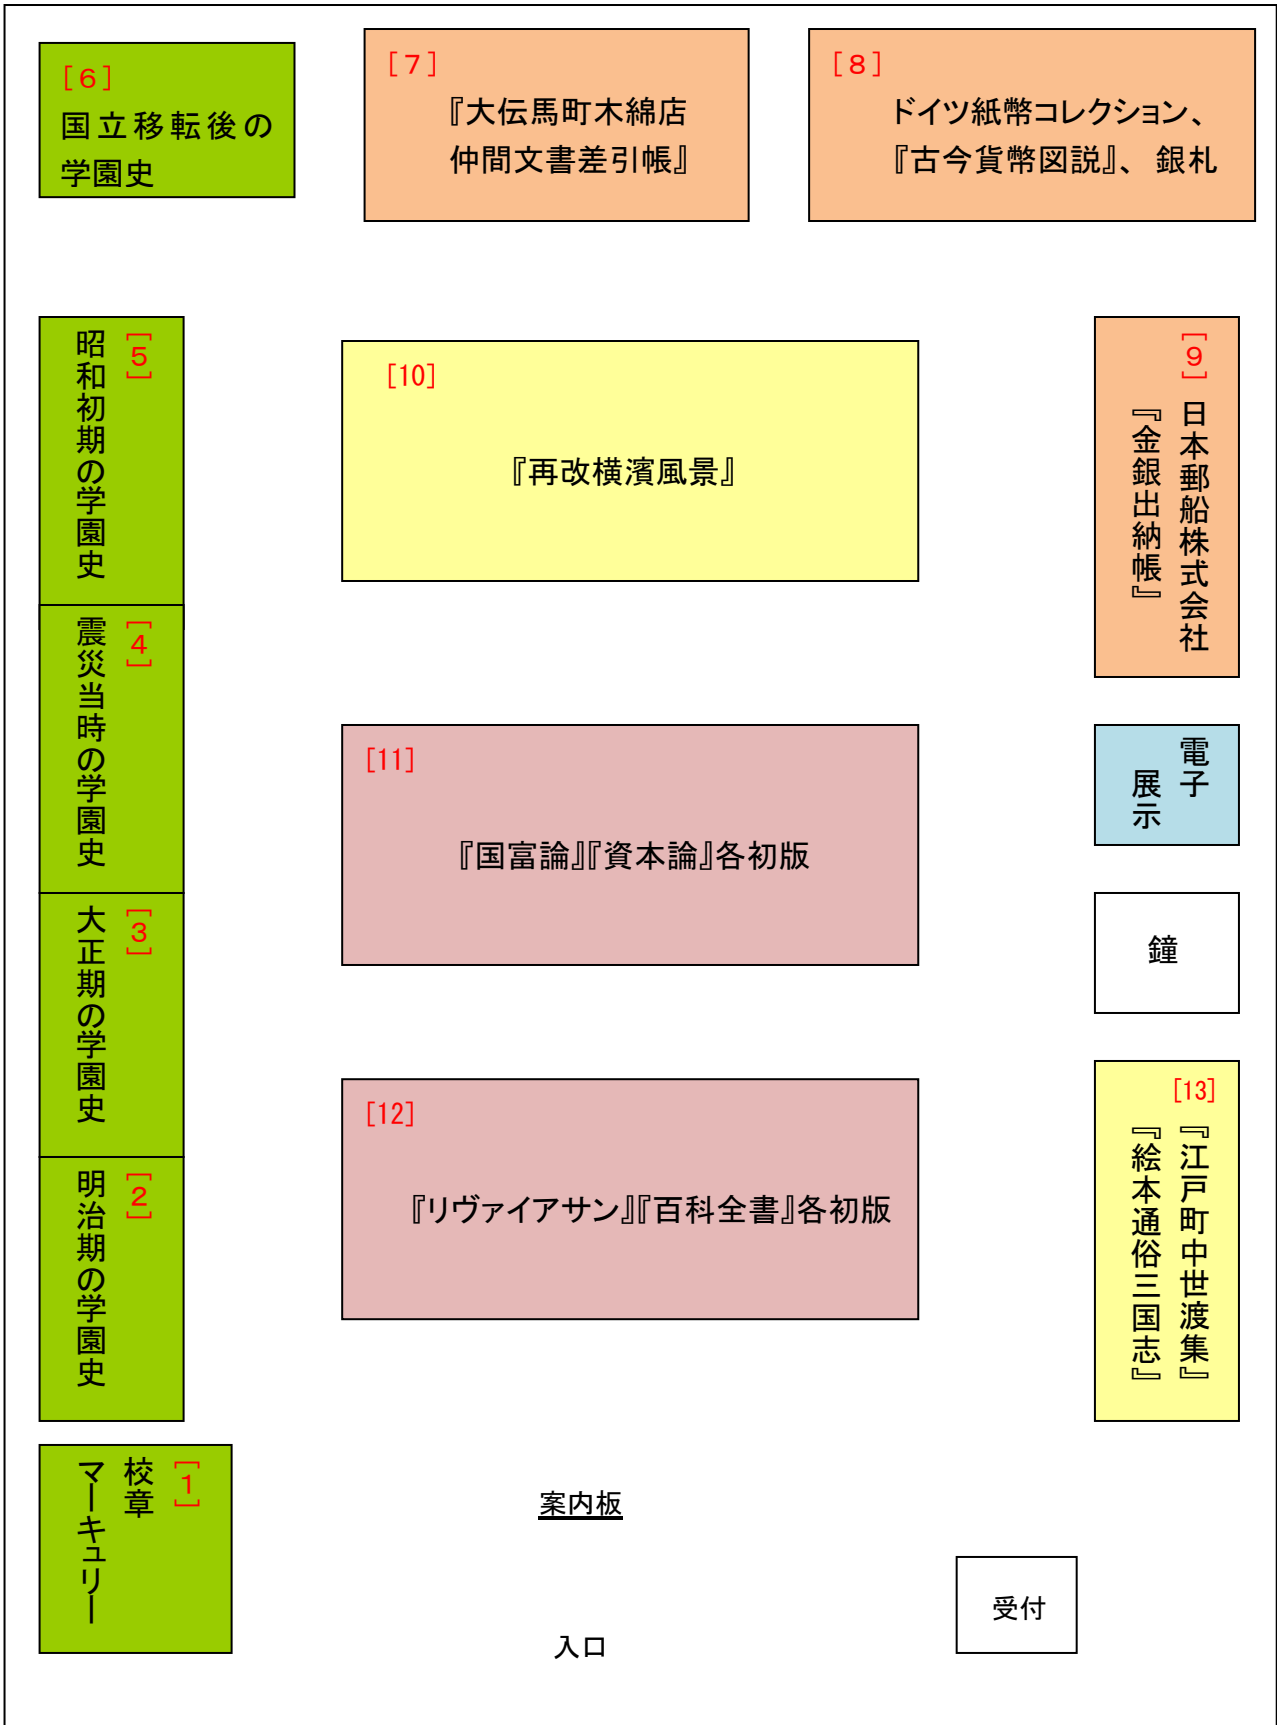 [6]
国立移転後の
学園史
[7]
『大伝馬町木綿店
仲間文書差引帳』
[8]
ドイツ紙幣コレクション、
『古今貨幣図説』、 銀札
[5]
昭和初期の学園史
[10]
『再改横濱風景』
[9] 日本郵船株式会社
『金銀出納帳』
[4]
震災当時の学園史
[11]
『国富論』『資本論』各初版
電子
展示
[3]
大正期の学園史
鐘
[12]
『リヴァイアサン』『百科全書』各初版
[13]
『江戸町中世渡集』
『絵本通俗三国志』
[2]
明治期の学園史
[1]
校章
マーキュリー
案内板
受付
入口